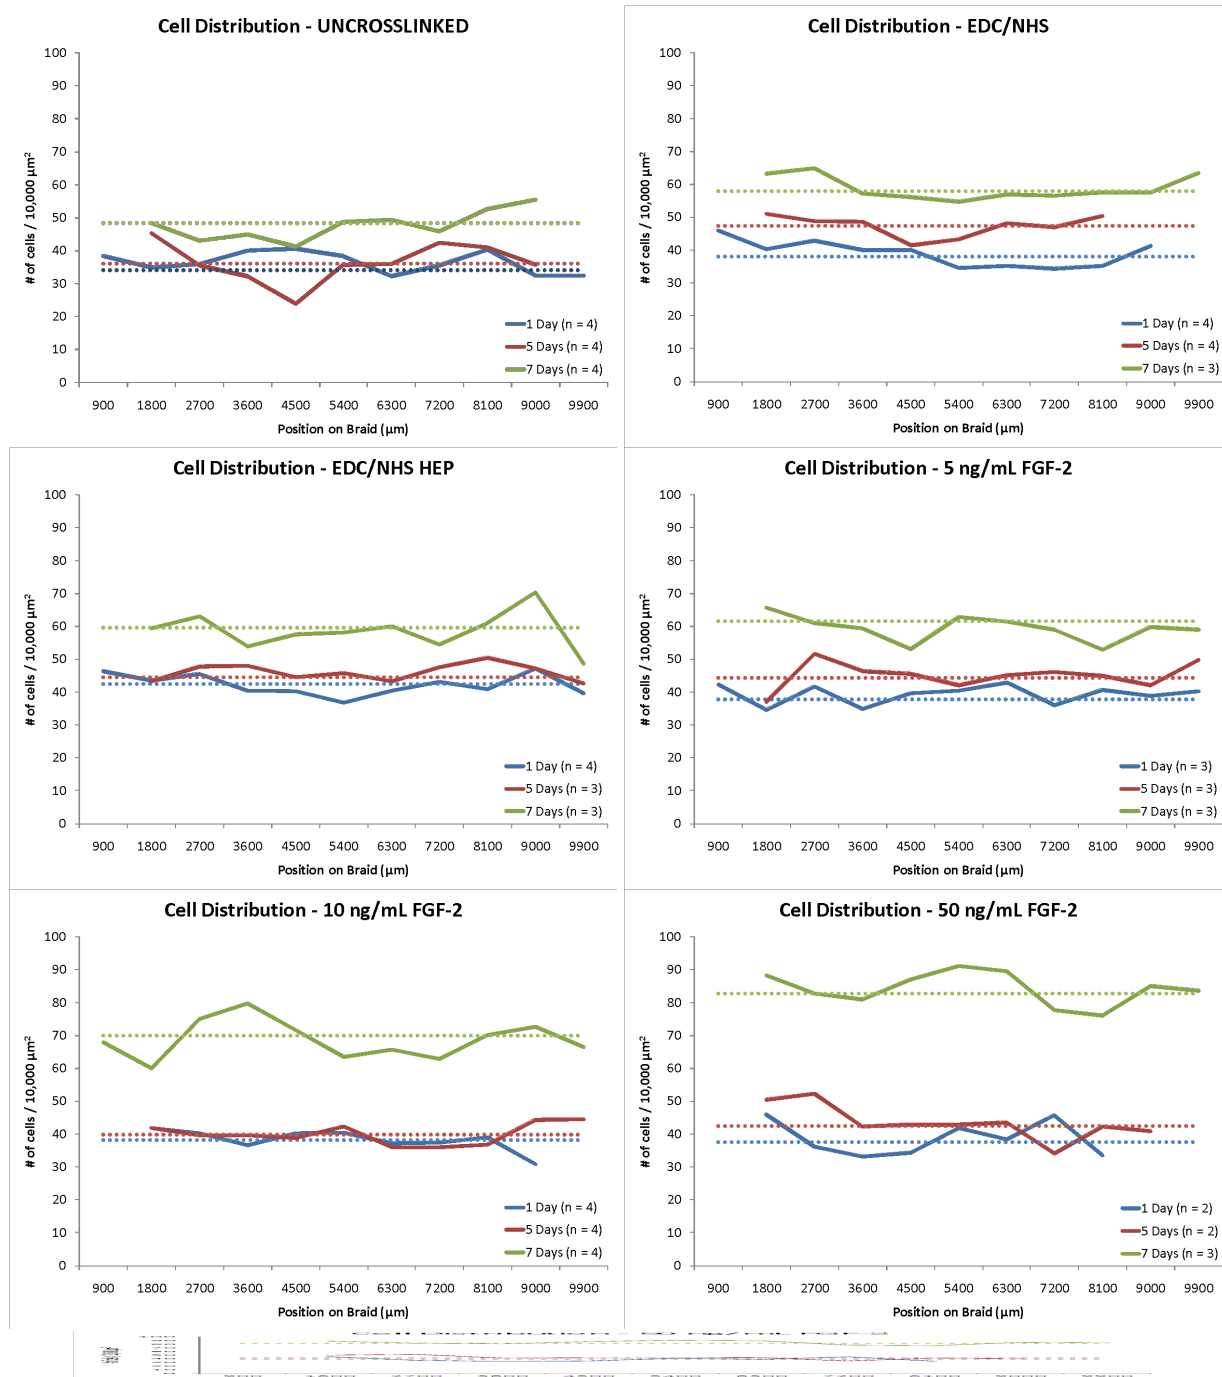 Cell Distribution - UNCROSSLINKED
100
90
80
70
60
50
40
30
20
10
0
# of cells / 10,000 µm²
1 Day (n = 4)
5 Days (n = 4)
7 Days (n = 4)
900 1800 2700 3600 4500 5400 6300 7200 8100 9000 9900
Position on Braid (µm)
Cell Distribution - EDC/NHS
100
90
80
70
60
50
40
30
20
10
0
# of cells / 10,000 µm²
1 Day (n = 4)
5 Days (n = 4)
7 Days (n = 3)
900 1800 2700 3600 4500 5400 6300 7200 8100 9000 9900
Position on Braid (µm)
Cell Distribution - EDC/NHS HEP
100
90
80
70
60
50
40
30
20
10
0
# of cells / 10,000 µm²
1 Day (n = 4)
5 Days (n = 3)
7 Days (n = 3)
900 1800 2700 3600 4500 5400 6300 7200 8100 9000 9900
Position on Braid (µm)
Cell Distribution - 5 ng/mL FGF-2
100
90
80
70
60
50
40
30
20
10
0
# of cells / 10,000 µm²
1 Day (n = 3)
5 Days (n = 3)
7 Days (n = 3)
900 1800 2700 3600 4500 5400 6300 7200 8100 9000 9900
Position on Braid (µm)
Cell Distribution - 10 ng/mL FGF-2
100
90
80
70
60
50
40
30
20
10
0
# of cells / 10,000 µm²
1 Day (n = 4)
5 Days (n = 4)
7 Days (n = 4)
900 1800 2700 3600 4500 5400 6300 7200 8100 9000 9900
Position on Braid (µm)
Cell Distribution - 50 ng/mL FGF-2
100
90
80
70
60
50
40
30
20
10
0
# of cells / 10,000 µm²
1 Day (n = 2)
5 Days (n = 2)
7 Days (n = 3)
900 1800 2700 3600 4500 5400 6300 7200 8100 9000 9900
Position on Braid (µm)